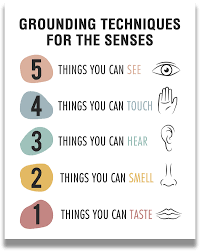 GROUNDING TECHNIQUES
FOR THE SENSES
5 THINGS YOU CAN SEE
4 THINGS YOU CAN TOUCH
3 THINGS YOU CAN HEAR
2 THINGS YOU CAN SMELL
1 THINGS YOU CAN TASTE